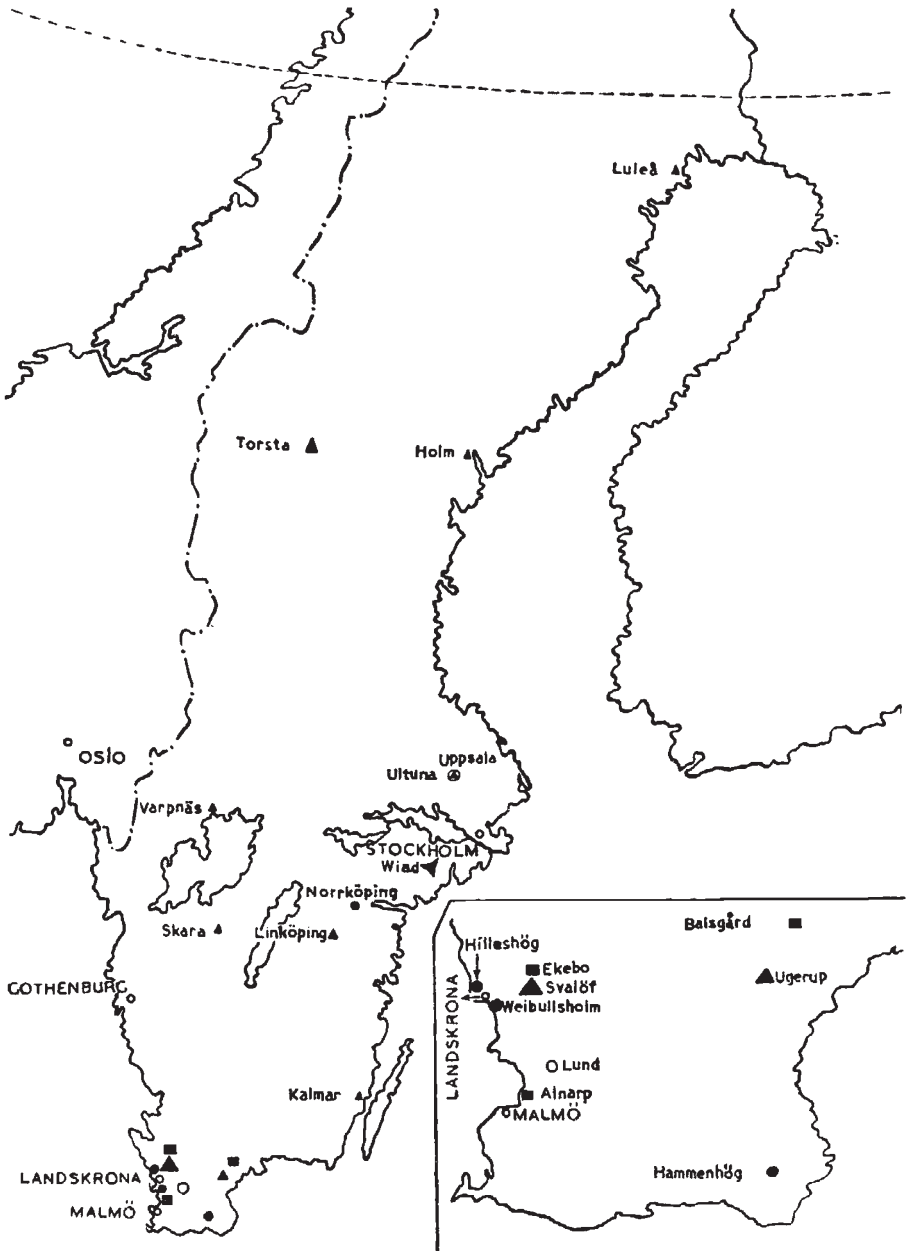 Luleå
Torsta
Holm
OSLO
Uppsala
Ultuna
Varpnäs
STOCKHOLM
Wiad
Norrköping
Skara
Linköping
GOTHENBURG
Kalmar
LANDSKRONA
MALMÖ
Balsgård
Hilleshög
Ekebo
Ugerup
Svalöf
Weibullsholm
LANDSKRONA
Lund
Alnarp
MALMÖ
Hammenhög